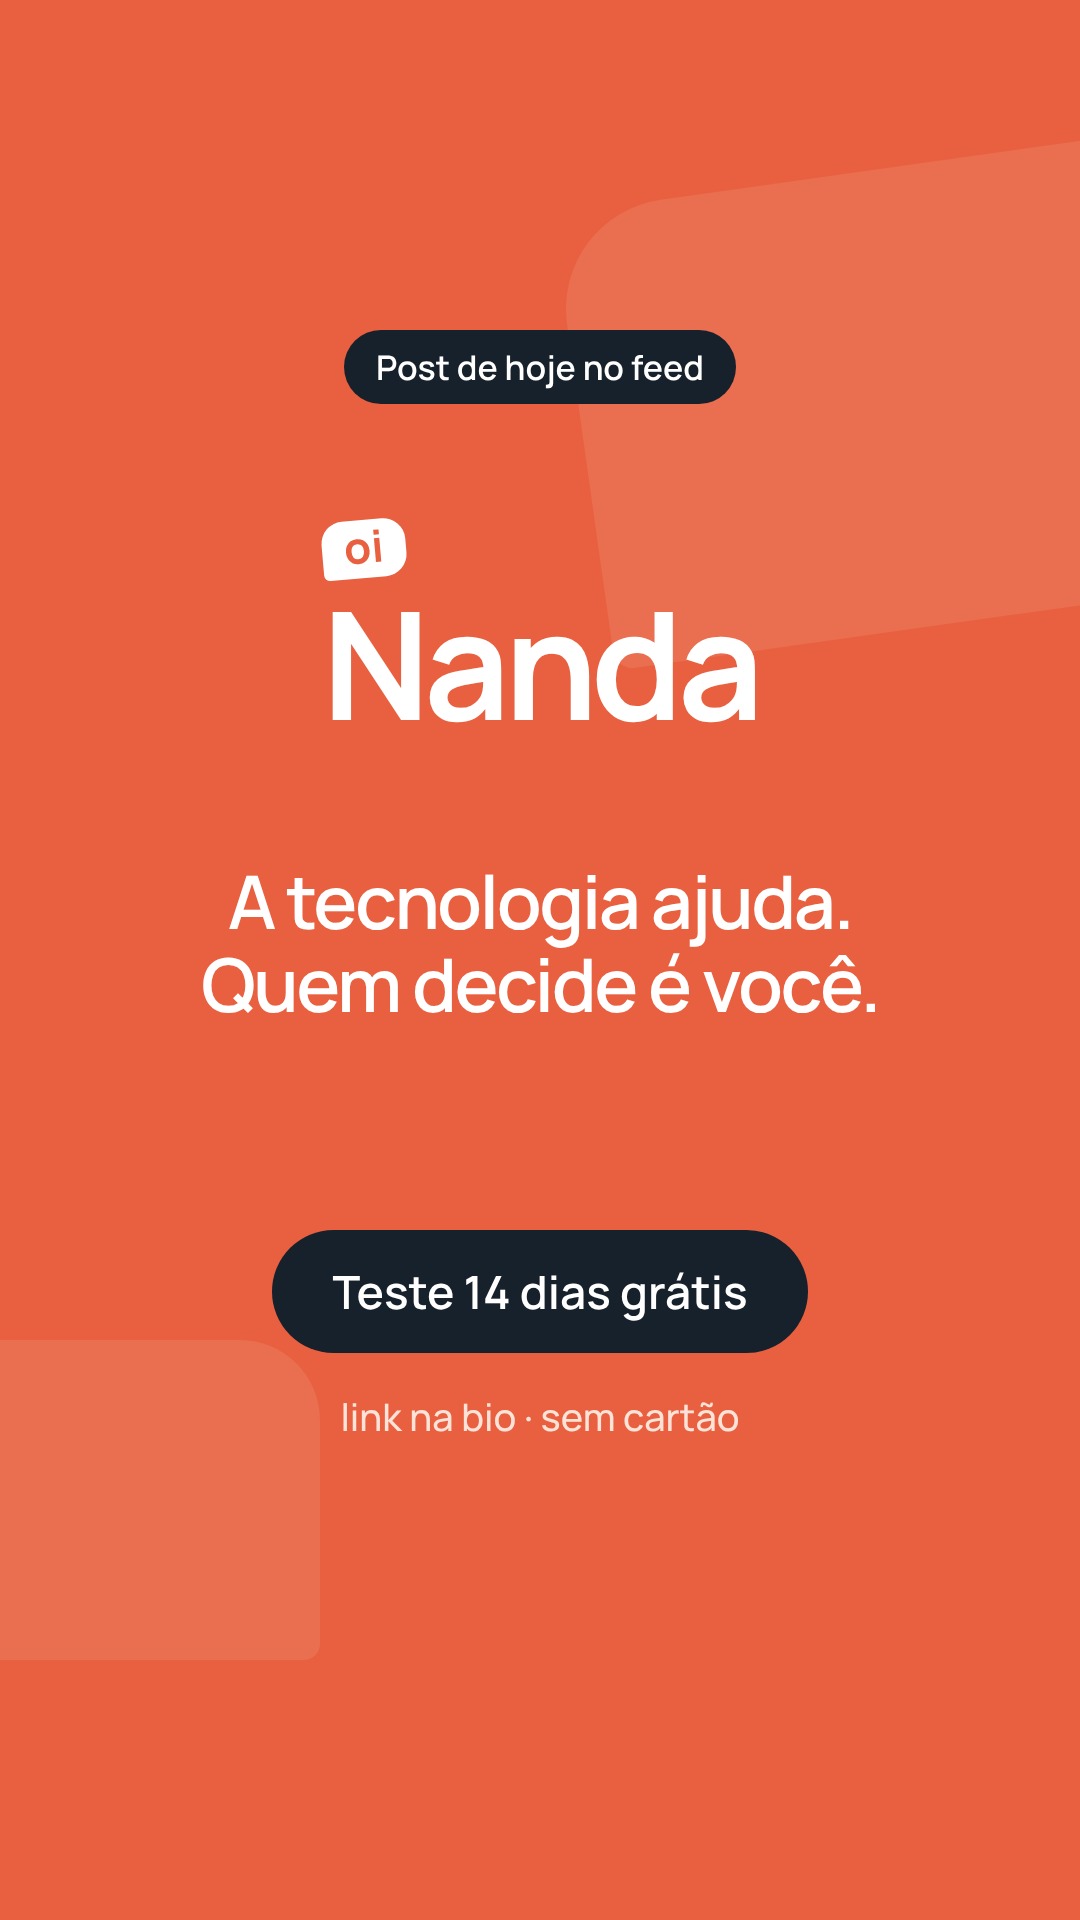 Post de hoje no feed
oi
Nanda
A tecnologia ajuda.
Quem decide é você.
Teste 14 dias grátis
link na bio · sem cartão